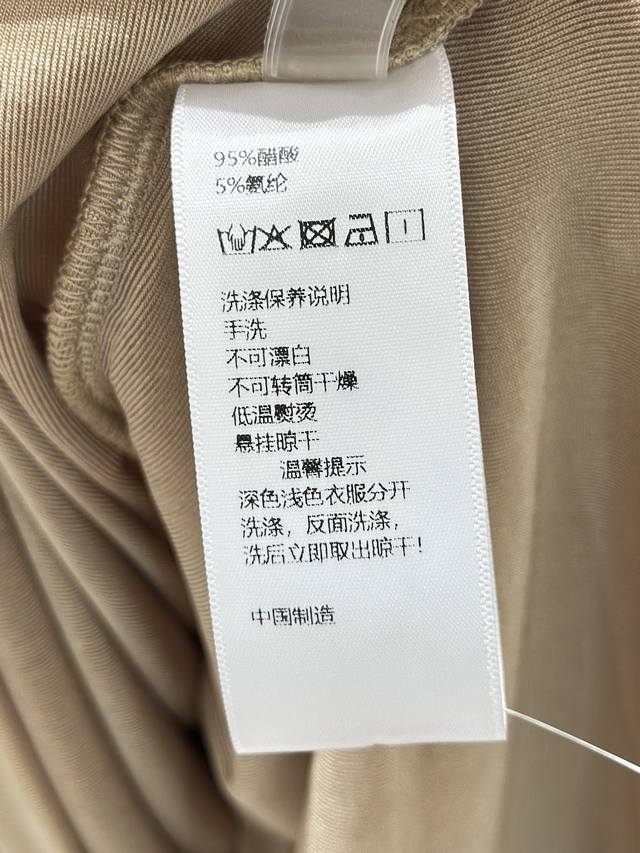 95%醋酸
5%氨纶
洗涤保养说明
手洗
不可漂白
不可转筒干燥
低温熨烫
悬挂晾干
温馨提示
深色浅色衣服分开
洗涤，反面洗涤，
洗后立即取出晾干！
中国制造